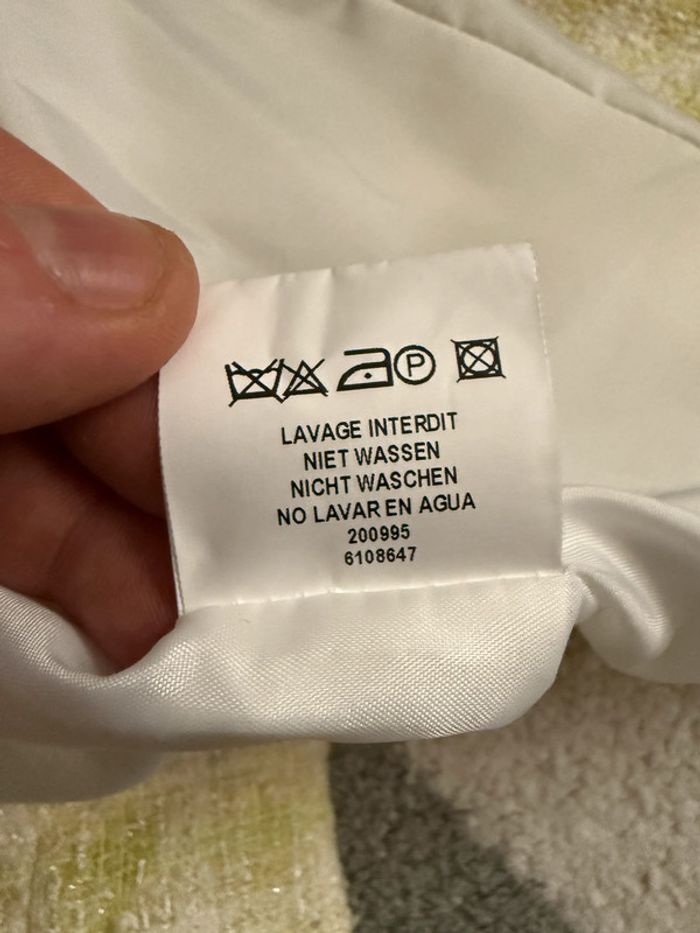 P
LAVAGE INTERDIT
NIET WASSEN
NICHT WASCHEN
NO LAVAR EN AGUA
200995
6108647